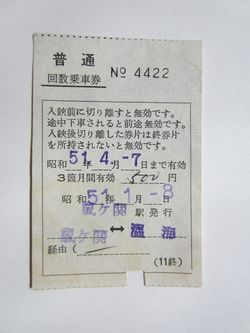 普通
回数乗車券 No 4422
入鋏前に切り離すと無効です。
途中下車されると前途無効です。
入鋏後切り離した券片は終券片
を所持されないと無効です。
昭和 51年 4月 -7日まで有効
3箇月間有効 500 円
昭和 51年 1月 -8
鼠ケ関 駅発行
鼠ケ関 ↔ 温海
経由 ( )
(11終)